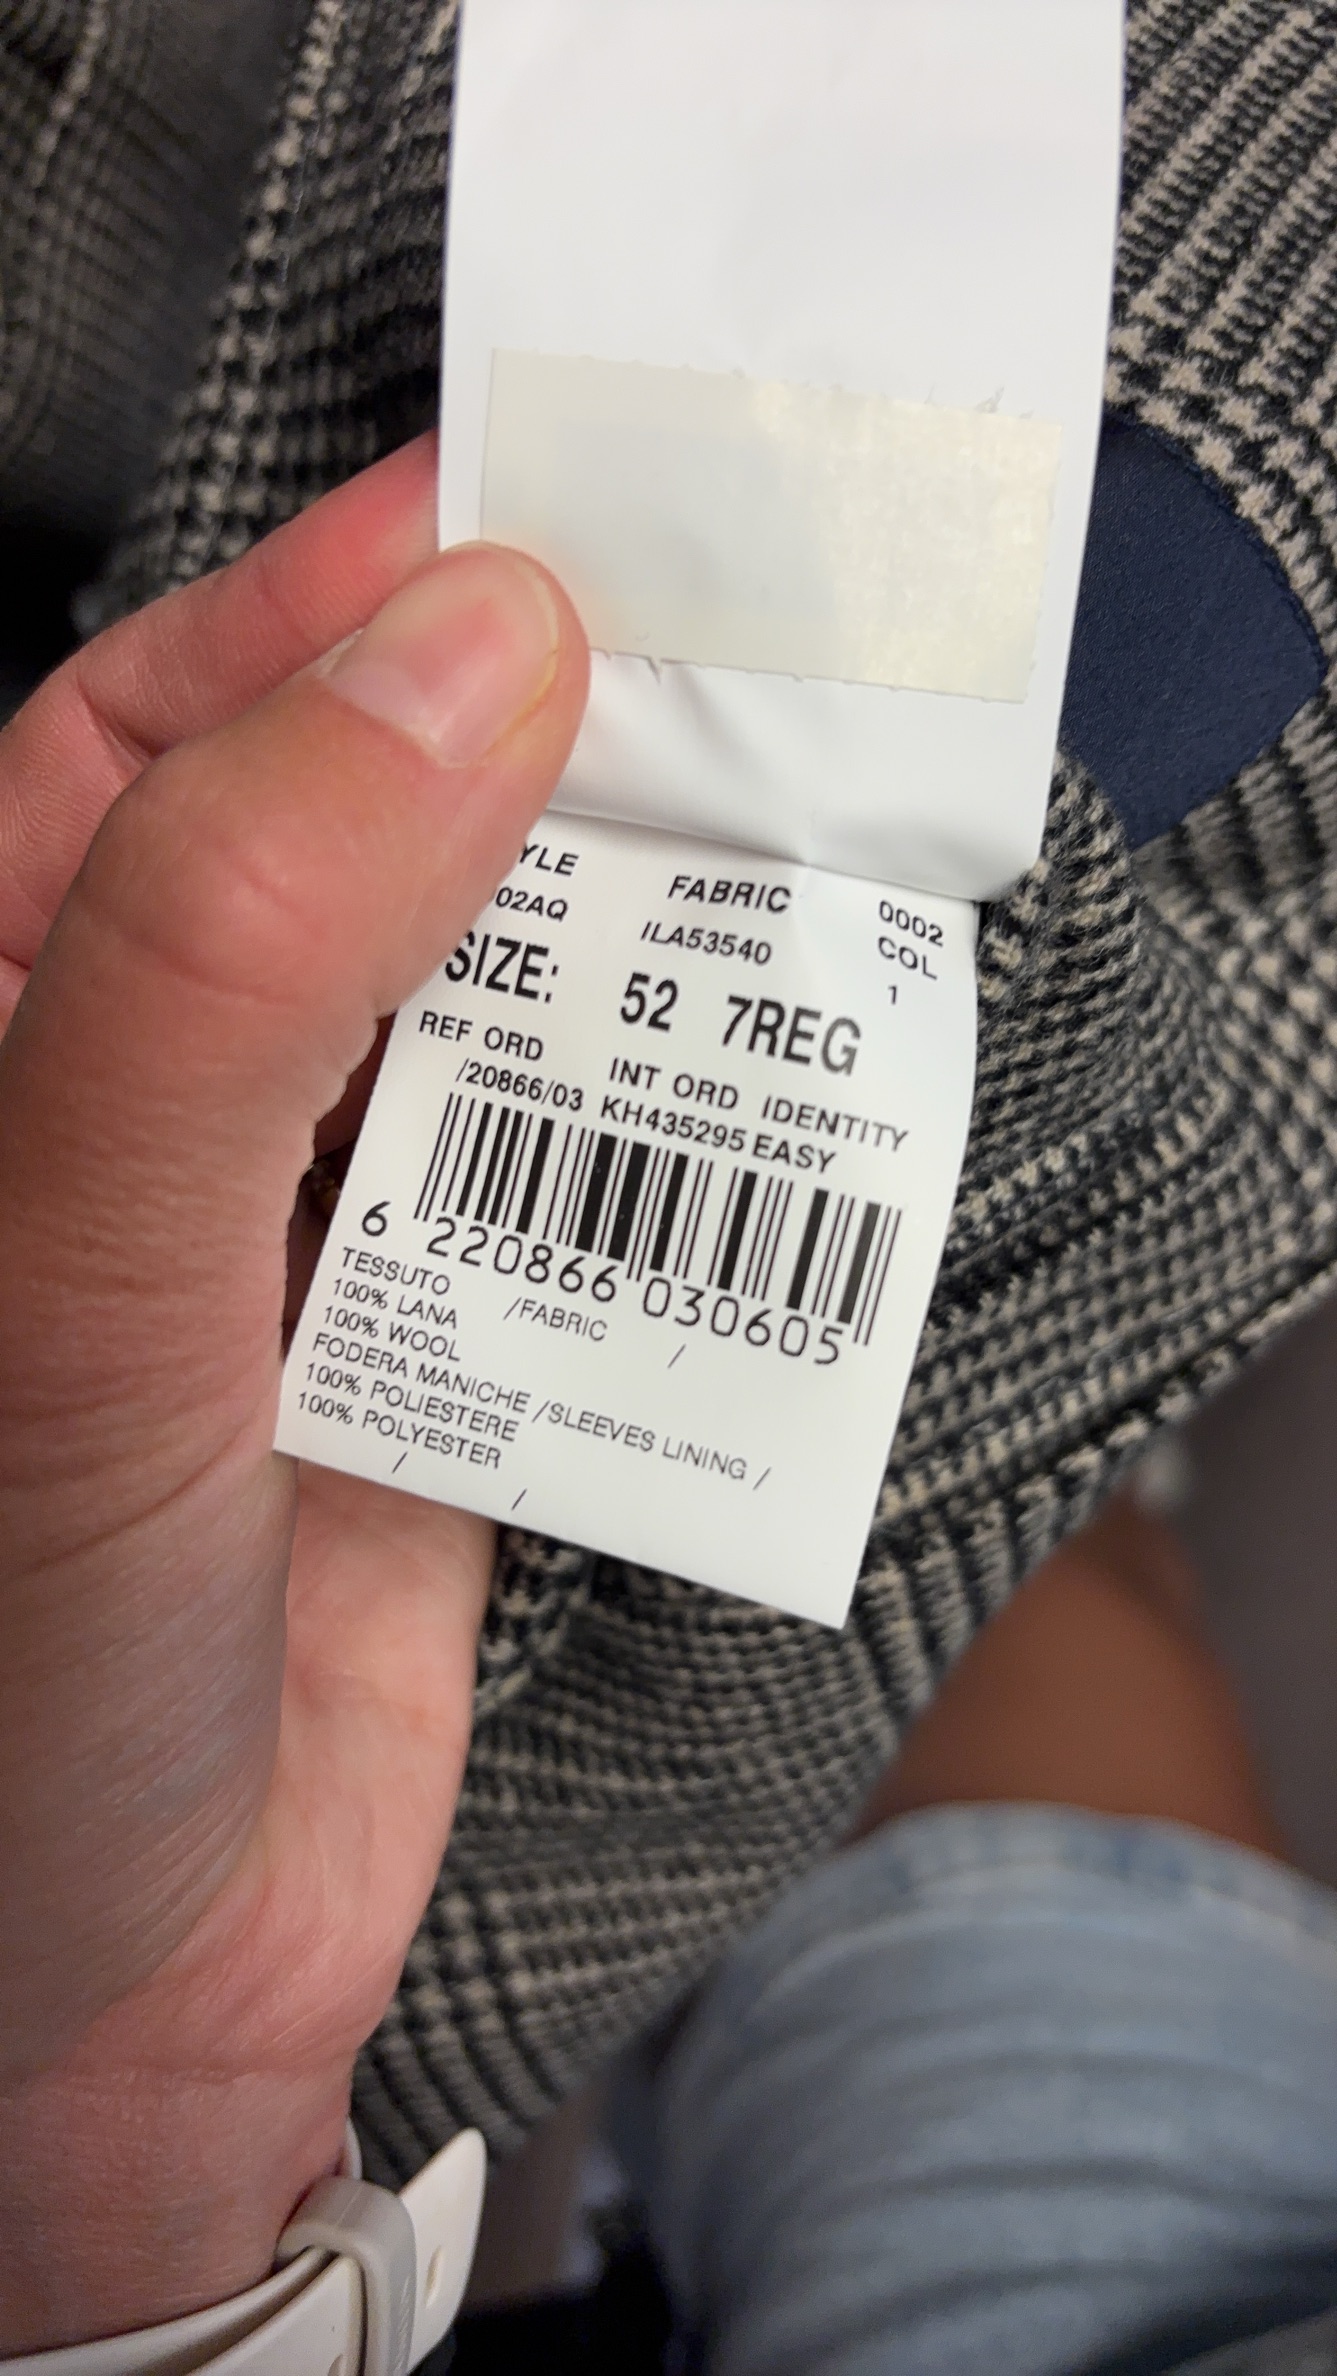 FABRIC 0002
02AQ ILA53540 COL
1
SIZE: 52 7REG
REF ORD INT ORD IDENTITY
/20866/03 KH435295 EASY
6 220866 030605
TESSUTO /FABRIC /
100% LANA
100% WOOL
FODERA MANICHE /SLEEVES LINING /
100% POLIESTERE
100% POLYESTER
/ /